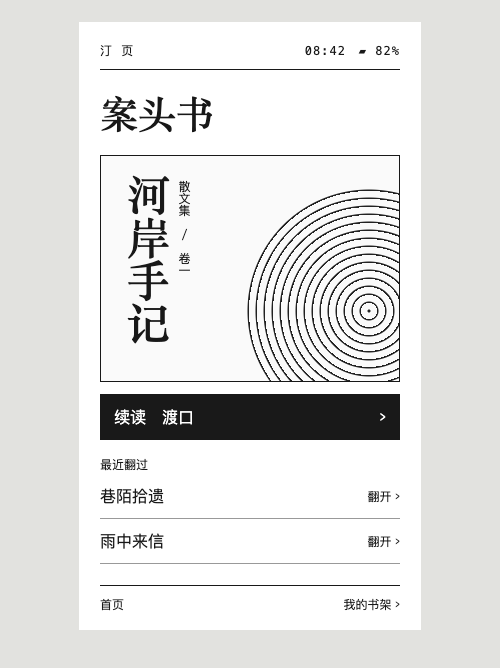 汀 页
08:42 ▰ 82%
案头书
河岸手记
散文集 / 卷一
续读 渡口 ›
最近翻过
巷陌拾遗
翻开 ›
雨中来信
翻开 ›
首页
我的书架 ›